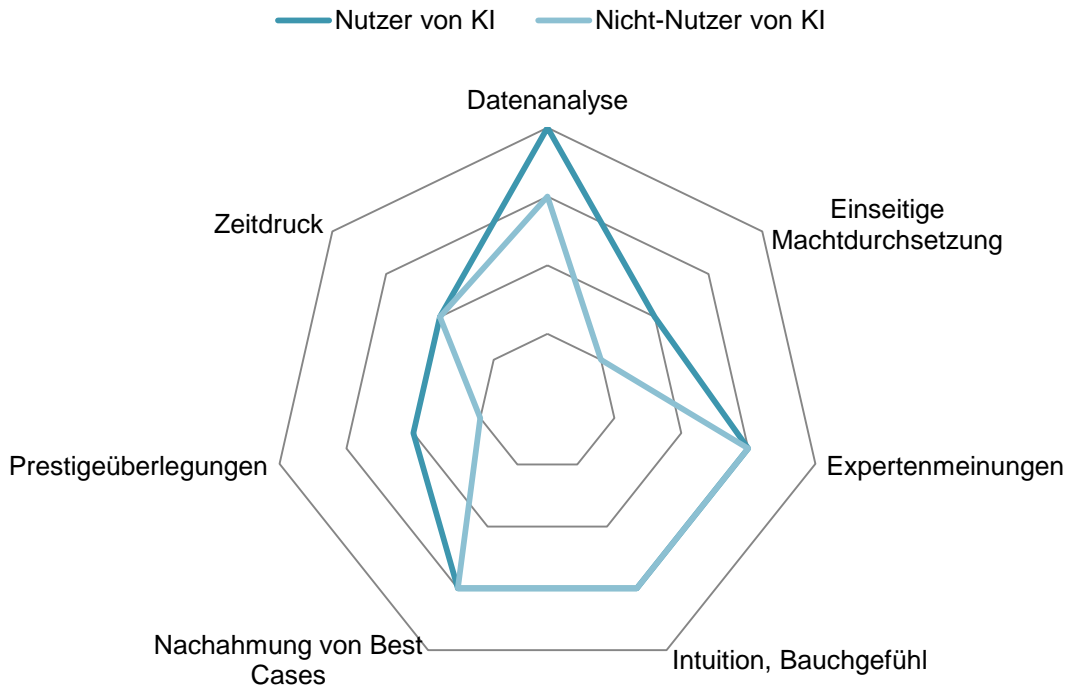 Nutzer von KI
Nicht-Nutzer von KI
Datenanalyse
Einseitige
Machtdurchsetzung
Expertenmeinungen
Intuition, Bauchgefühl
Nachahmung von Best
Cases
Prestigeüberlegungen
Zeitdruck